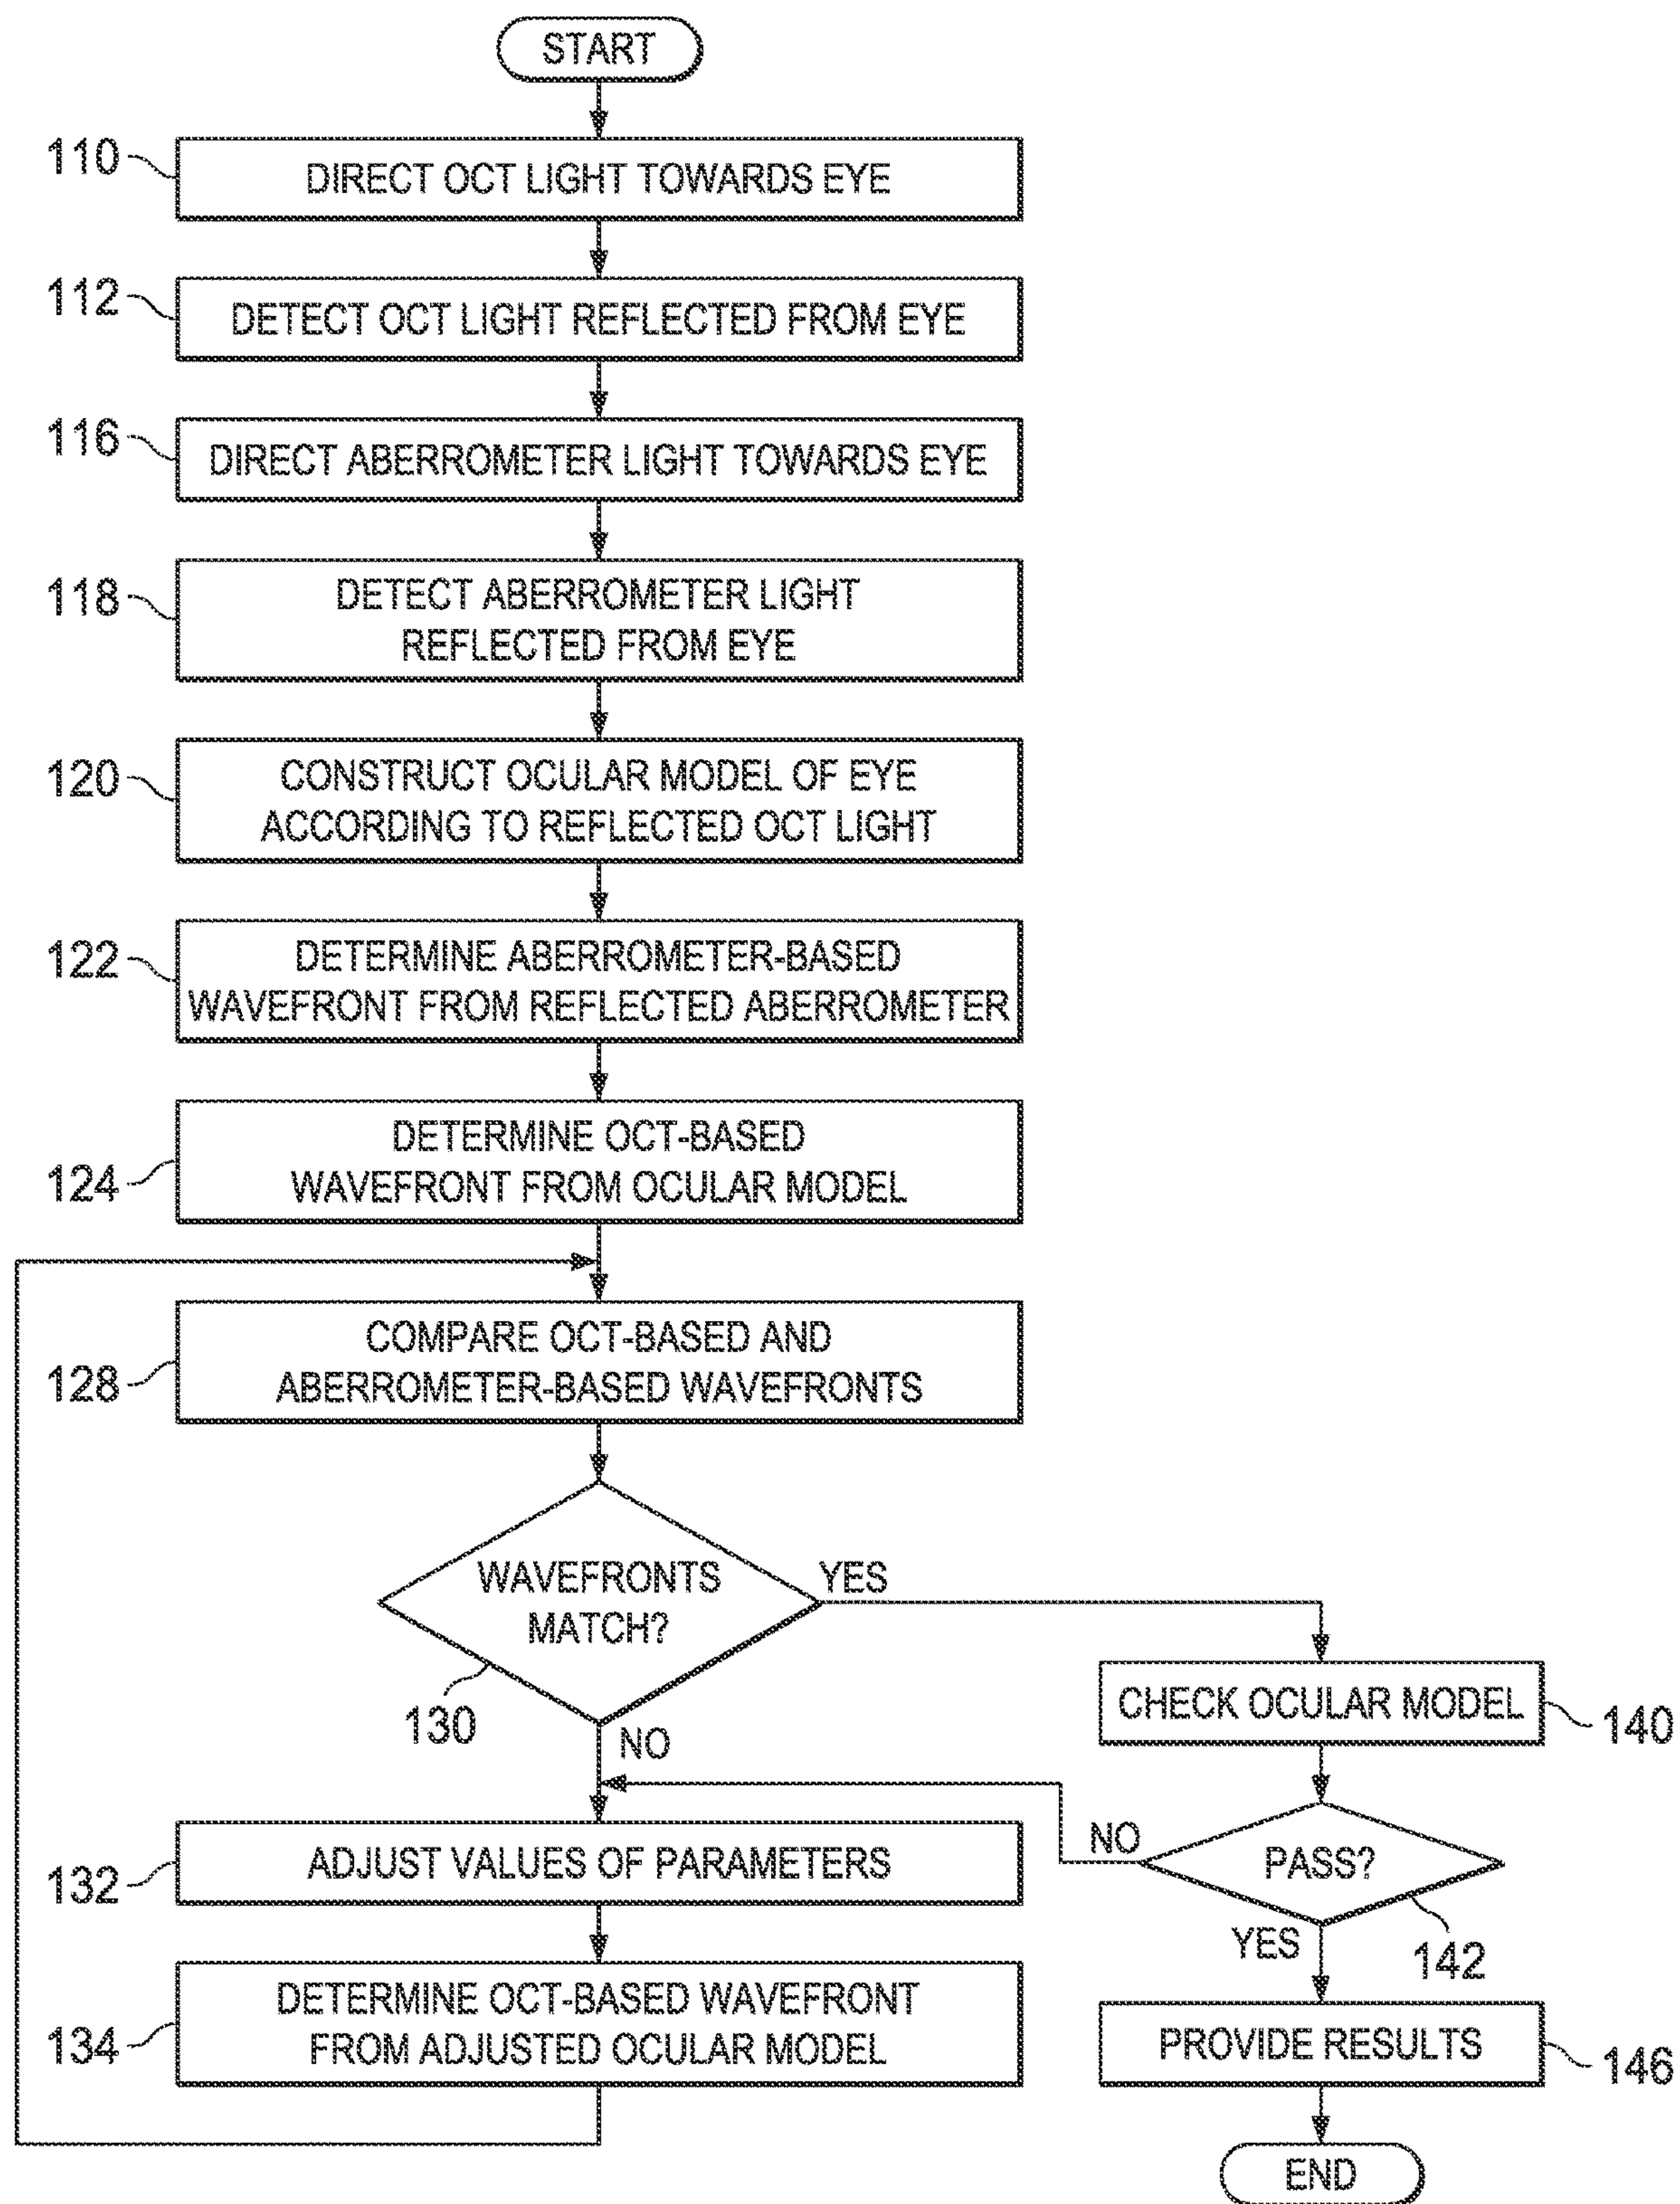 START
110
DIRECT OCT LIGHT TOWARDS EYE
112
DETECT OCT LIGHT REFLECTED FROM EYE
116
DIRECT ABERROMETER LIGHT TOWARDS EYE
118
DETECT ABERROMETER LIGHT
REFLECTED FROM EYE
120
CONSTRUCT OCULAR MODEL OF EYE
ACCORDING TO REFLECTED OCT LIGHT
122
DETERMINE ABERROMETER-BASED
WAVEFRONT FROM REFLECTED ABERROMETER
124
DETERMINE OCT-BASED
WAVEFRONT FROM OCULAR MODEL
128
COMPARE OCT-BASED AND
ABERROMETER-BASED WAVEFRONTS
WAVEFRONTS
MATCH?
YES
130
NO
CHECK OCULAR MODEL
140
132
ADJUST VALUES OF PARAMETERS
NO
PASS?
142
YES
134
DETERMINE OCT-BASED WAVEFRONT
FROM ADJUSTED OCULAR MODEL
PROVIDE RESULTS
146
END